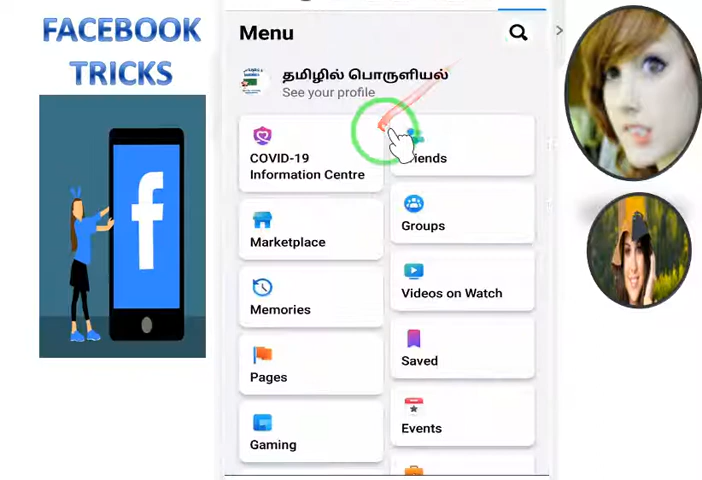 FACEBOOK
TRICKS
Menu
தமிழில் பொருளியல்
See your profile
COVID-19
Information Centre
Marketplace
Groups
Memories
Videos on Watch
Saved
Pages
Events
Gaming